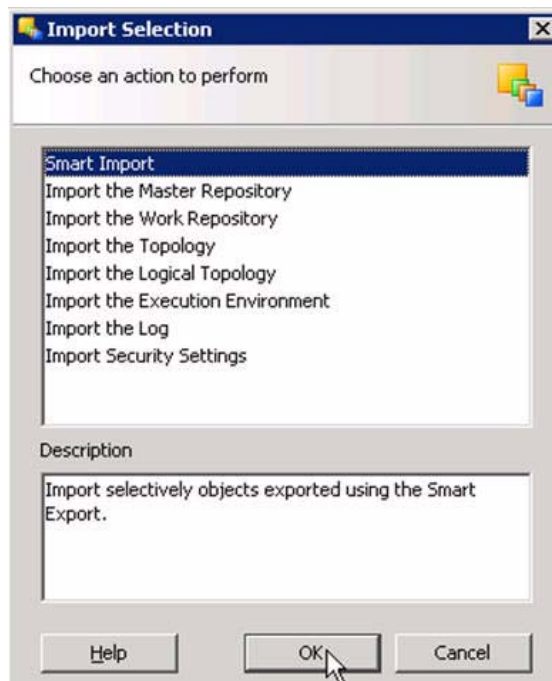 Import Selection
Choose an action to perform
Smart Import
Import the Master Repository
Import the Work Repository
Import the Topology
Import the Logical Topology
Import the Execution Environment
Import the Log
Import Security Settings
Description
Import selectively objects exported using the Smart
Export.
Help OK Cancel